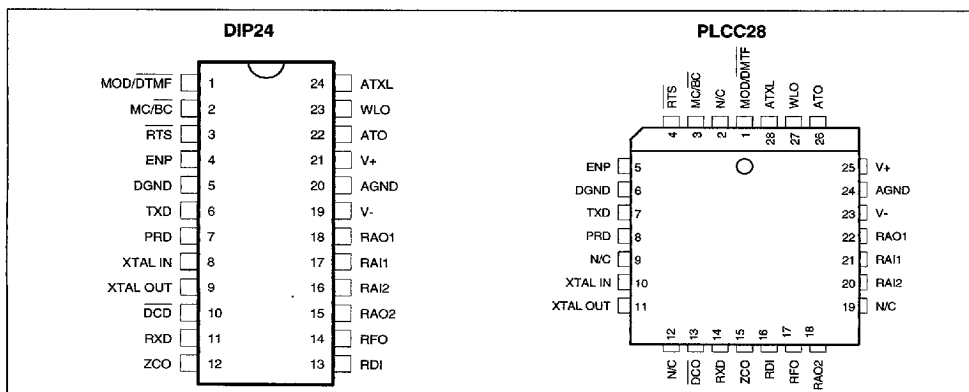 DIP24
MOD/DTMF 1 24 ATXL
MC/BC 2 23 WLO
RTS 3 22 ATO
ENP 4 21 V+
DGND 5 20 AGND
TXD 6 19 V-
PRD 7 18 RAO1
XTAL IN 8 17 RAI1
XTAL OUT 9 16 RAI2
DCD 10 15 RAO2
RXD 11 14 RFO
ZCO 12 13 RDI
PLCC28
RTS MC/BC N/C MOD/DMTF ATXL WLO ATO
4 3 2 1 28 27 26
ENP 5 25 V+
DGND 6 24 AGND
TXD 7 23 V-
PRD 8 22 RAO1
N/C 9 21 RAI1
XTAL IN 10 20 RAI2
XTAL OUT 11 19 N/C
12 13 14 15 16 17 18
N/C DCO RXD ZCO RDI RFO RAO2